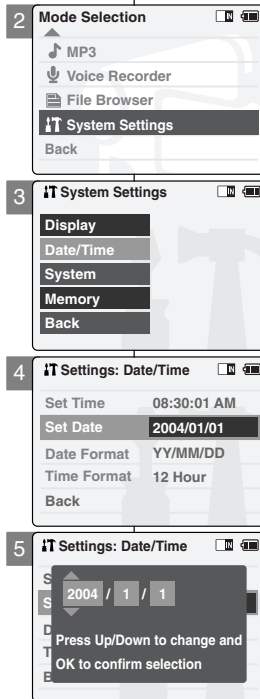 2
Mode Selection
MP3
Voice Recorder
File Browser
System Settings
Back
3
System Settings
Display
Date/Time
System
Memory
Back
4
Settings: Date/Time
Set Time 08:30:01 AM
Set Date 2004/01/01
Date Format YY/MM/DD
Time Format 12 Hour
Back
5
Settings: Date/Time
S
S
2004 / 1 / 1
D
Press Up/Down to change and
T
OK to confirm selection
B